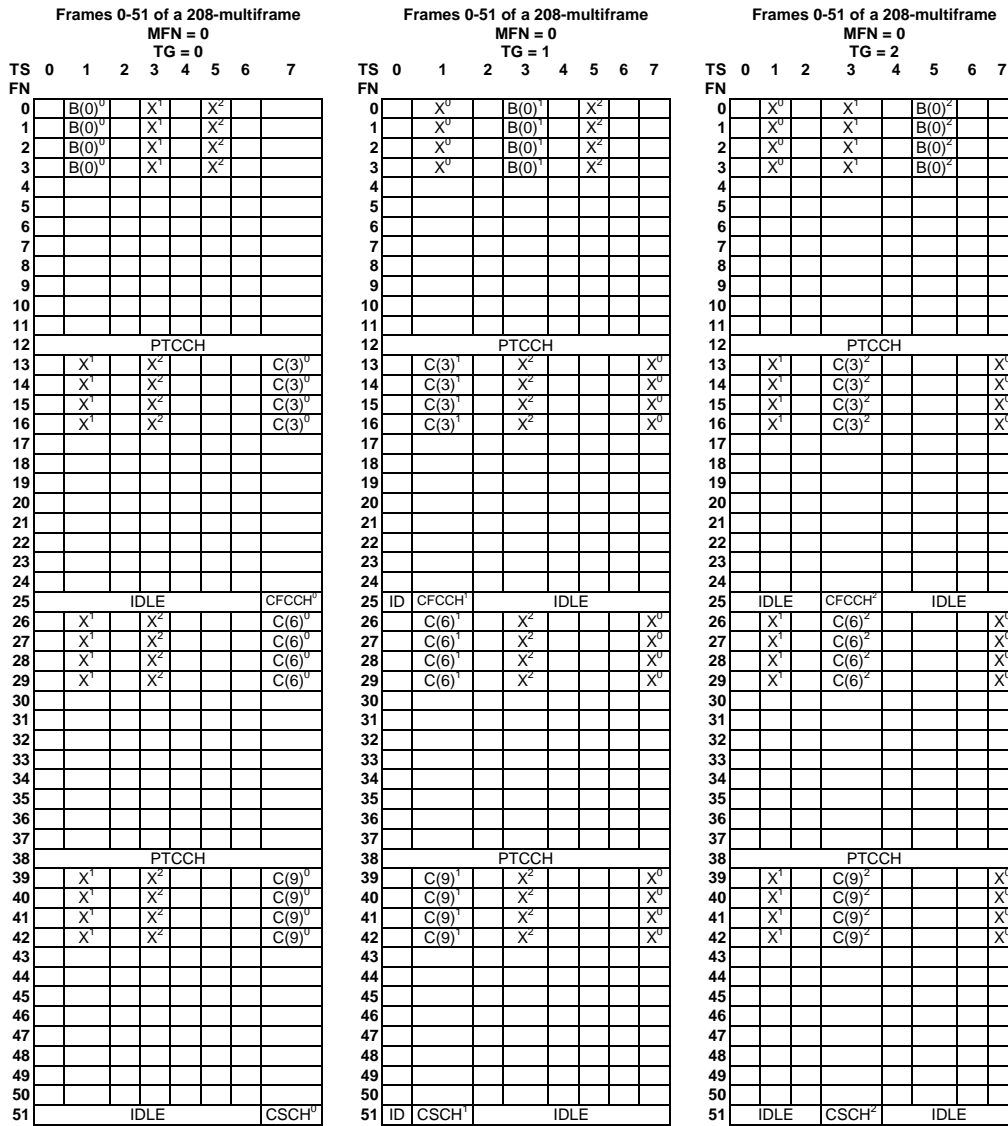 Frames 0-51 of a 208-multiframe
MFN = 0
TG = 0
TS 0 1 2 3 4 5 6 7
FN
0 B(0)⁰ X¹ X²
1 B(0)⁰ X¹ X²
2 B(0)⁰ X¹ X²
3 B(0)⁰ X¹ X²
4
5
6
7
8
9
10
11
12 PTCCH
13 X¹ X² C(3)⁰
14 X¹ X² C(3)⁰
15 X¹ X² C(3)⁰
16 X¹ X² C(3)⁰
17
18
19
20
21
22
23
24
25 IDLE CFCCH⁰
26 X¹ X² C(6)⁰
27 X¹ X² C(6)⁰
28 X¹ X² C(6)⁰
29 X¹ X² C(6)⁰
30
31
32
33
34
35
36
37
38 PTCCH
39 X¹ X² C(9)⁰
40 X¹ X² C(9)⁰
41 X¹ X² C(9)⁰
42 X¹ X² C(9)⁰
43
44
45
46
47
48
49
50
51 IDLE CSCH⁰
Frames 0-51 of a 208-multiframe
MFN = 0
TG = 1
TS 0 1 2 3 4 5 6 7
FN
0 X⁰ B(0)¹ X²
1 X⁰ B(0)¹ X²
2 X⁰ B(0)¹ X²
3 X⁰ B(0)¹ X²
4
5
6
7
8
9
10
11
12 PTCCH
13 C(3)¹ X² X⁰
14 C(3)¹ X² X⁰
15 C(3)¹ X² X⁰
16 C(3)¹ X² X⁰
17
18
19
20
21
22
23
24
25 ID CFCCH¹ IDLE
26 C(6)¹ X² X⁰
27 C(6)¹ X² X⁰
28 C(6)¹ X² X⁰
29 C(6)¹ X² X⁰
30
31
32
33
34
35
36
37
38 PTCCH
39 C(9)¹ X² X⁰
40 C(9)¹ X² X⁰
41 C(9)¹ X² X⁰
42 C(9)¹ X² X⁰
43
44
45
46
47
48
49
50
51 ID CSCH¹ IDLE
Frames 0-51 of a 208-multiframe
MFN = 0
TG = 2
TS 0 1 2 3 4 5 6 7
FN
0 X⁰ X¹ B(0)²
1 X⁰ X¹ B(0)²
2 X⁰ X¹ B(0)²
3 X⁰ X¹ B(0)²
4
5
6
7
8
9
10
11
12 PTCCH
13 X¹ C(3)² X⁰
14 X¹ C(3)² X⁰
15 X¹ C(3)² X⁰
16 X¹ C(3)² X⁰
17
18
19
20
21
22
23
24
25 IDLE CFCCH² IDLE
26 X¹ C(6)² X⁰
27 X¹ C(6)² X⁰
28 X¹ C(6)² X⁰
29 X¹ C(6)² X⁰
30
31
32
33
34
35
36
37
38 PTCCH
39 X¹ C(9)² X⁰
40 X¹ C(9)² X⁰
41 X¹ C(9)² X⁰
42 X¹ C(9)² X⁰
43
44
45
46
47
48
49
50
51 IDLE CSCH² IDLE